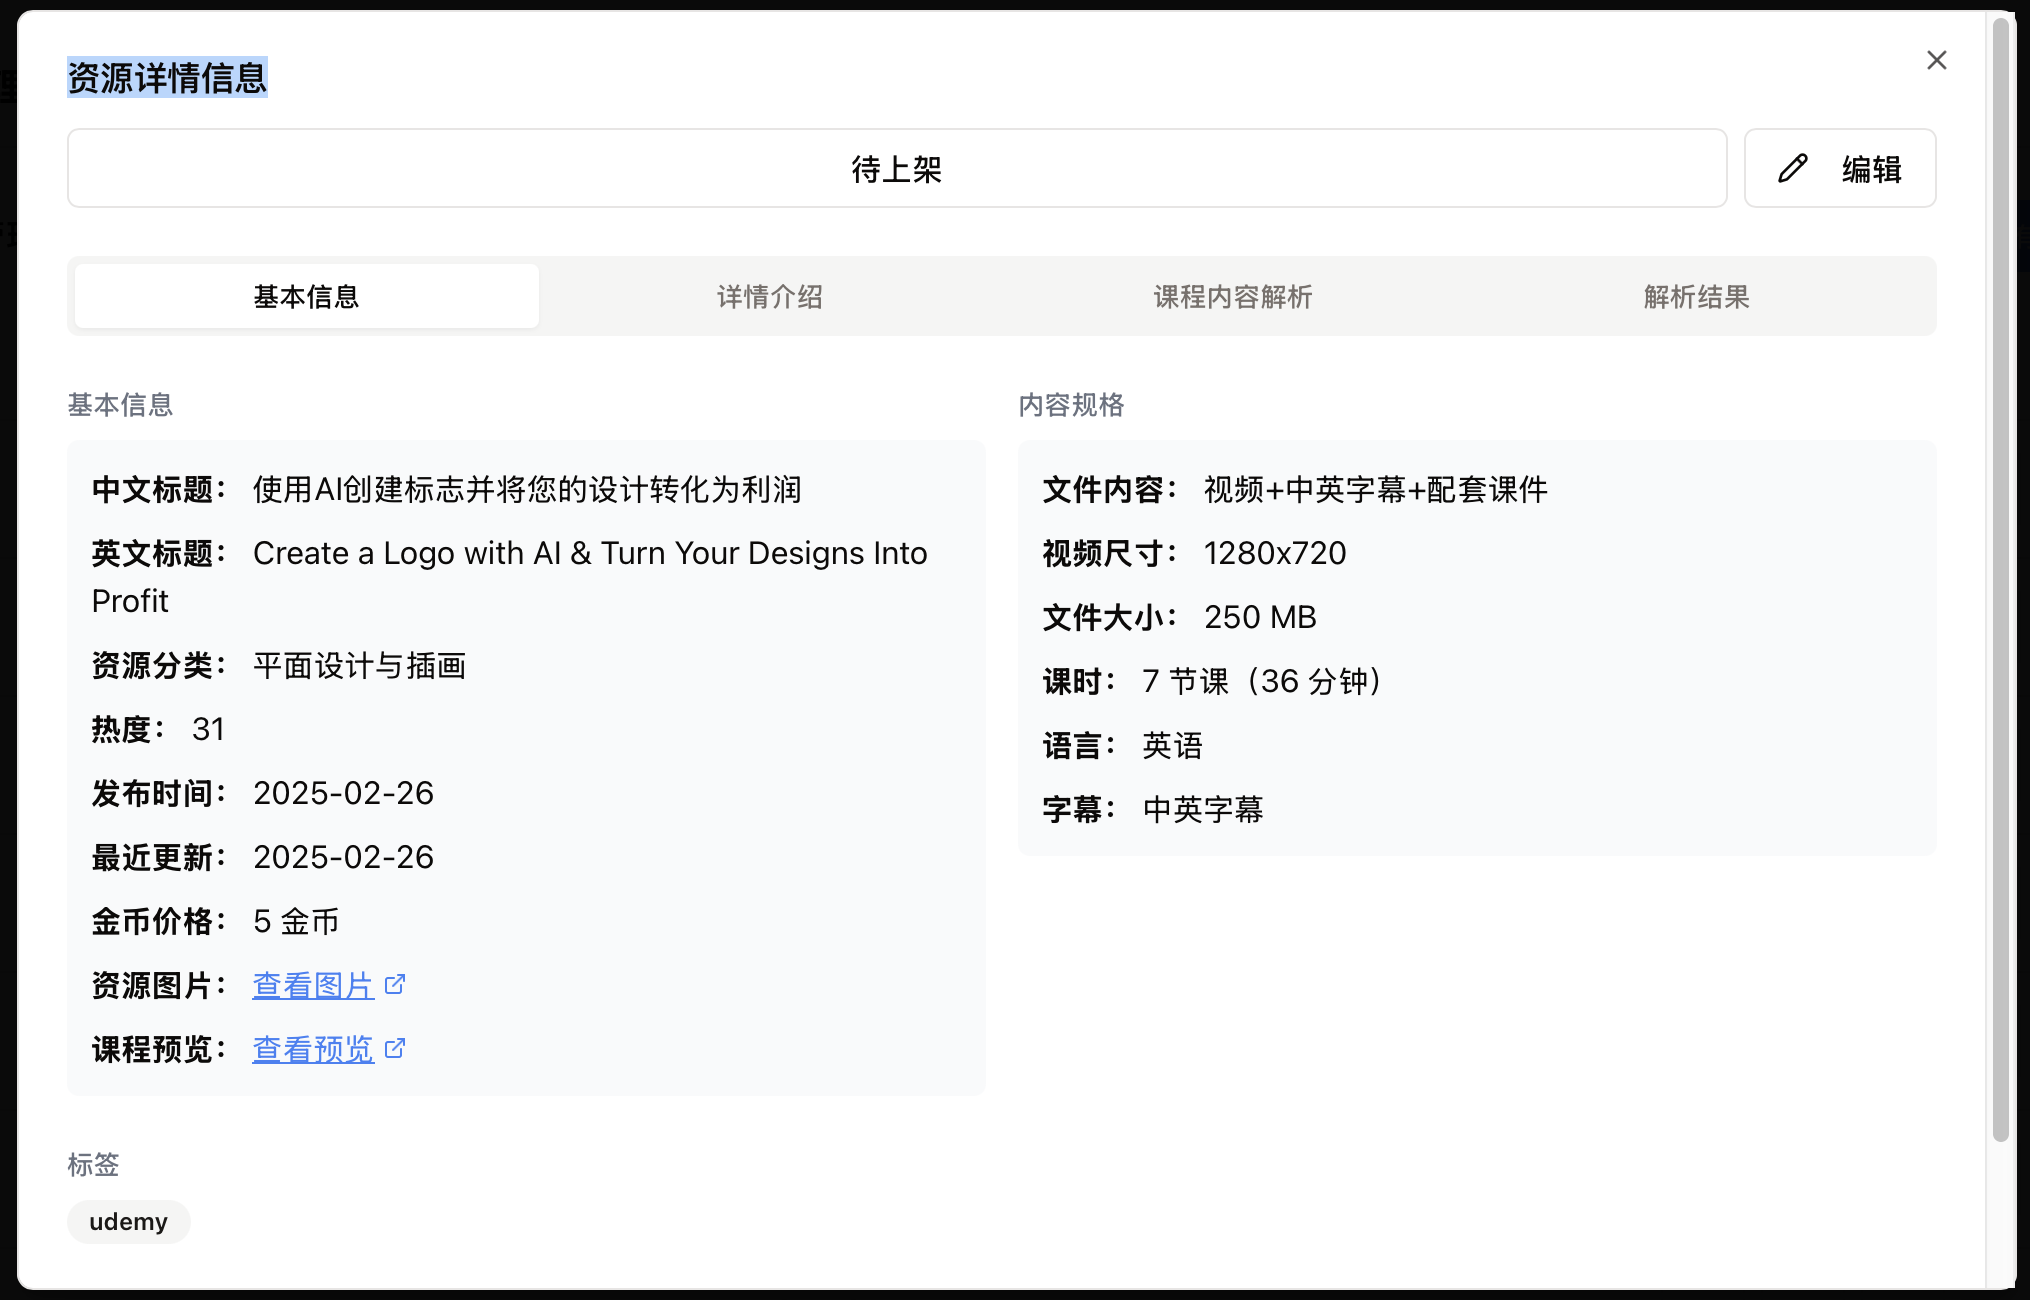 资源详情信息
待上架
编辑
基本信息
详情介绍
课程内容解析
解析结果
基本信息
中文标题： 使用AI创建标志并将您的设计转化为利润
英文标题： Create a Logo with AI & Turn Your Designs Into
Profit
资源分类： 平面设计与插画
热度： 31
发布时间： 2025-02-26
最近更新： 2025-02-26
金币价格： 5 金币
资源图片： 查看图片
课程预览： 查看预览
内容规格
文件内容： 视频+中英字幕+配套课件
视频尺寸： 1280x720
文件大小： 250 MB
课时： 7 节课（36 分钟）
语言： 英语
字幕： 中英字幕
标签
udemy